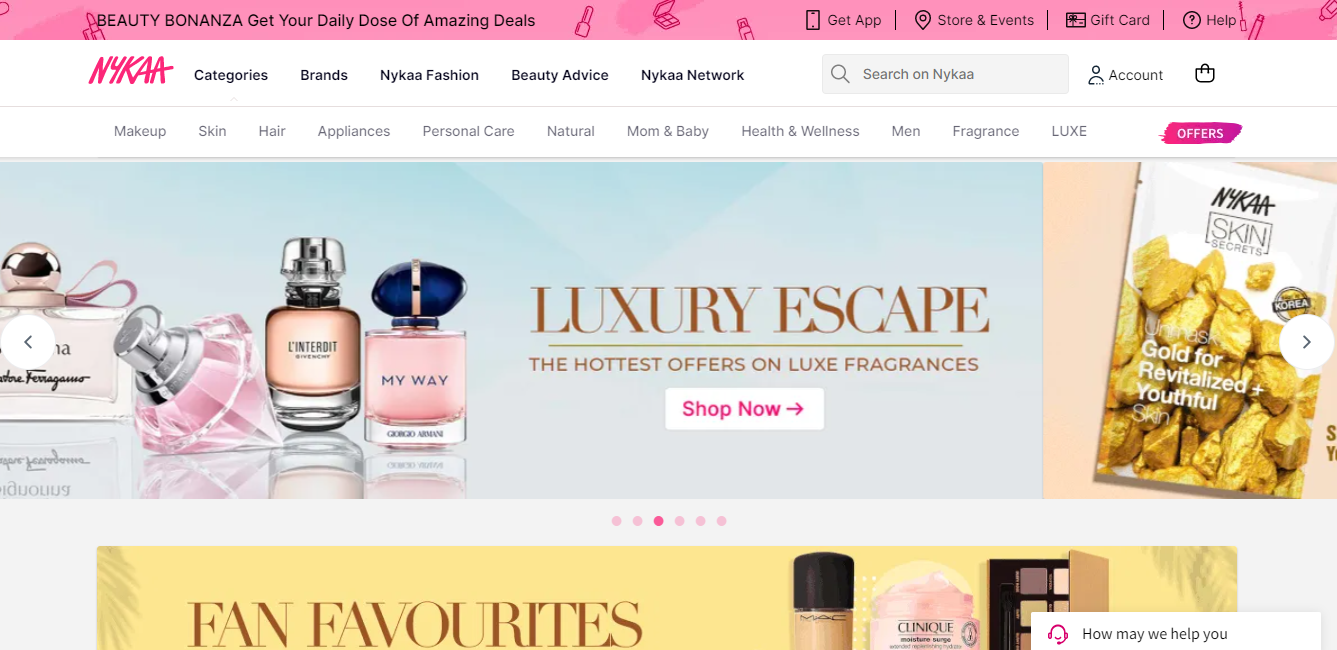 BEAUTY BONANZA Get Your Daily Dose Of Amazing Deals
Get App
Store & Events
Gift Card
Help
NYKAA
Categories
Brands
Nykaa Fashion
Beauty Advice
Nykaa Network
Search on Nykaa
Account
Makeup
Skin
Hair
Appliances
Personal Care
Natural
Mom & Baby
Health & Wellness
Men
Fragrance
LUXE
OFFERS
L'INTERDIT
GIVENCHY
MY WAY
GIORGIO ARMANI
LUXURY ESCAPE
THE HOTTEST OFFERS ON LUXE FRAGRANCES
Shop Now →
NYKAA
SKIN
SECRETS
KOREA
Unmask
Gold for
Revitalized +
Youthful
Skin
FAN FAVOURITES
MAC
CLINIQUE
moisture surge
How may we help you